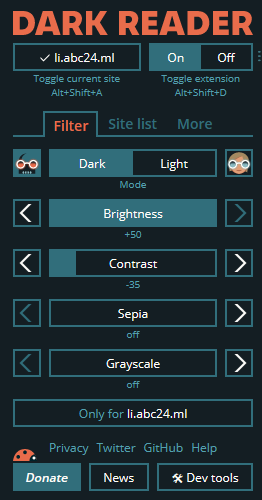 DARK READER
✓ li.abc24.ml On Off
Toggle current site Toggle extension
Alt+Shift+A Alt+Shift+D
Filter Site list More
Dark Light
Mode
Brightness
+50
Contrast
-35
Sepia
off
Grayscale
off
Only for li.abc24.ml
Privacy Twitter GitHub Help
Donate News 🛠 Dev tools